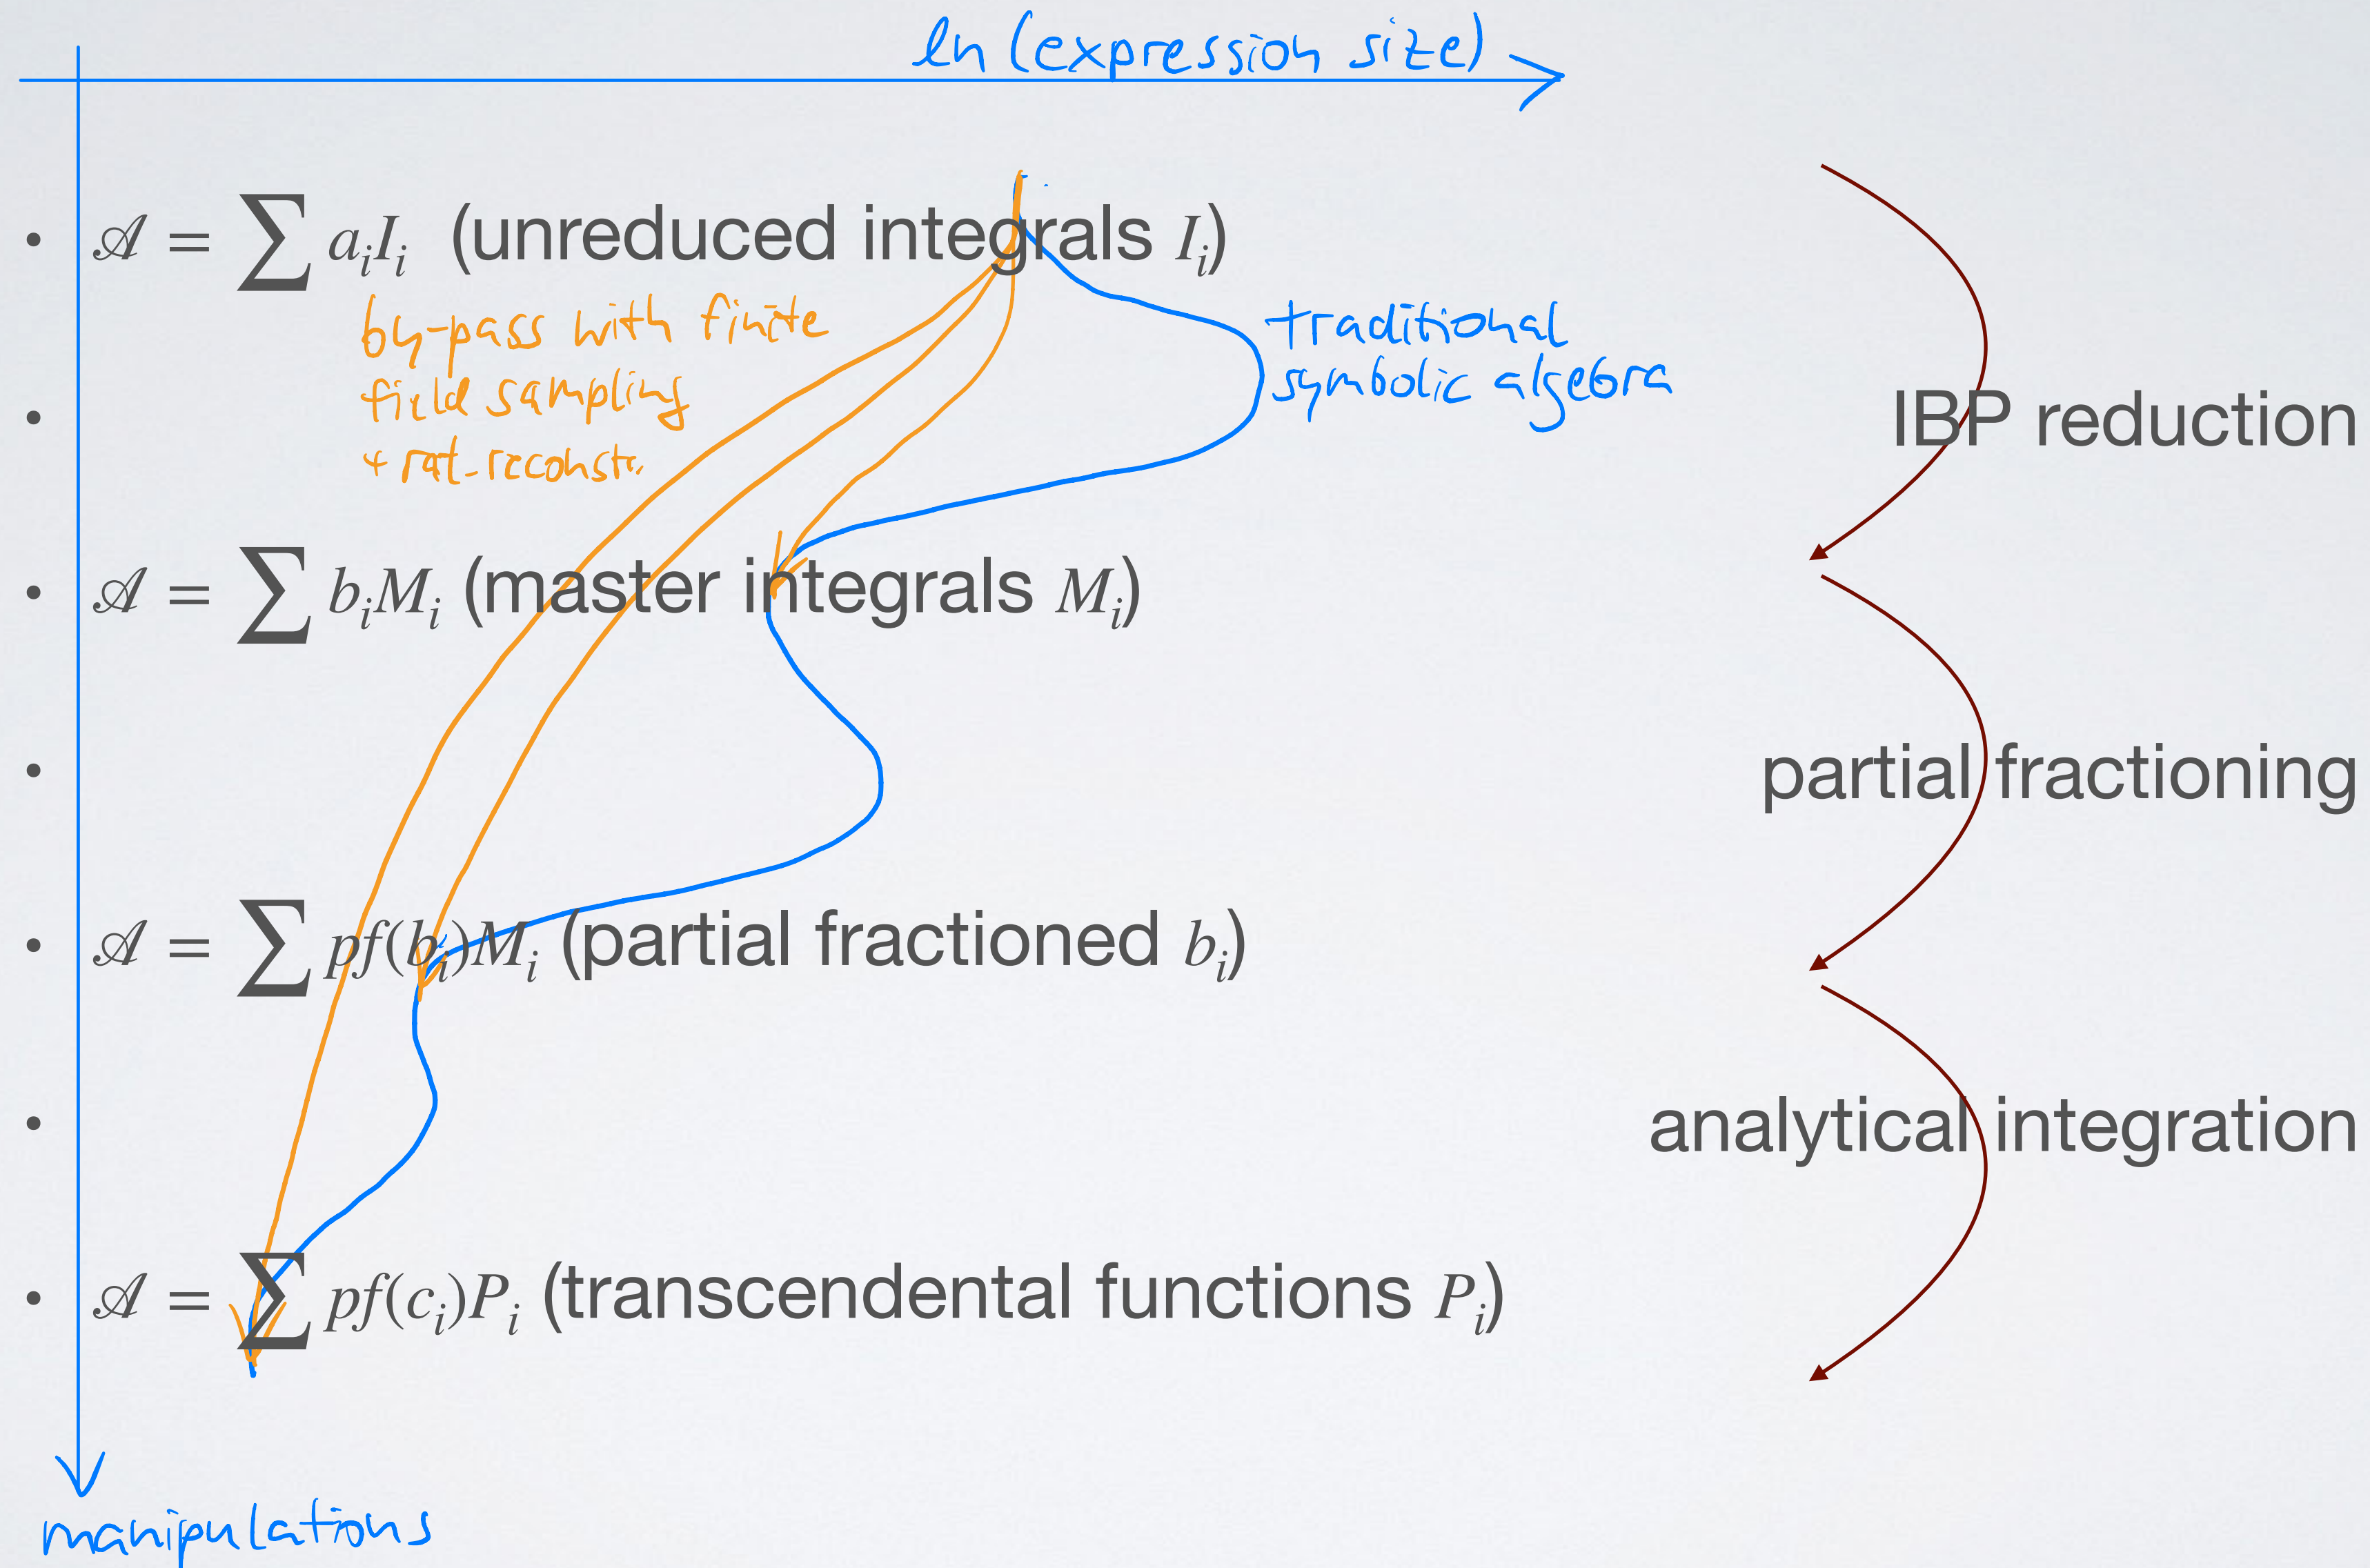 ln (expression size)
• 𝒜 = ∑ aᵢIᵢ (unreduced integrals Iᵢ)
by-pass with finite
field sampling
+ rat. reconstr.
traditional
symbolic algebra
• IBP reduction
• 𝒜 = ∑ bᵢMᵢ (master integrals Mᵢ)
• partial fractioning
• 𝒜 = ∑ pf(bᵢ)Mᵢ (partial fractioned bᵢ)
• analytical integration
• 𝒜 = ∑ pf(cᵢ)Pᵢ (transcendental functions Pᵢ)
manipulations